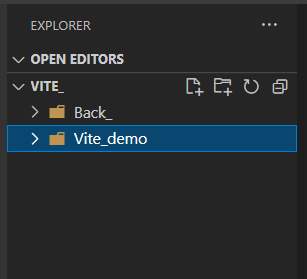 EXPLORER
OPEN EDITORS
VITE_
Back_
Vite_demo